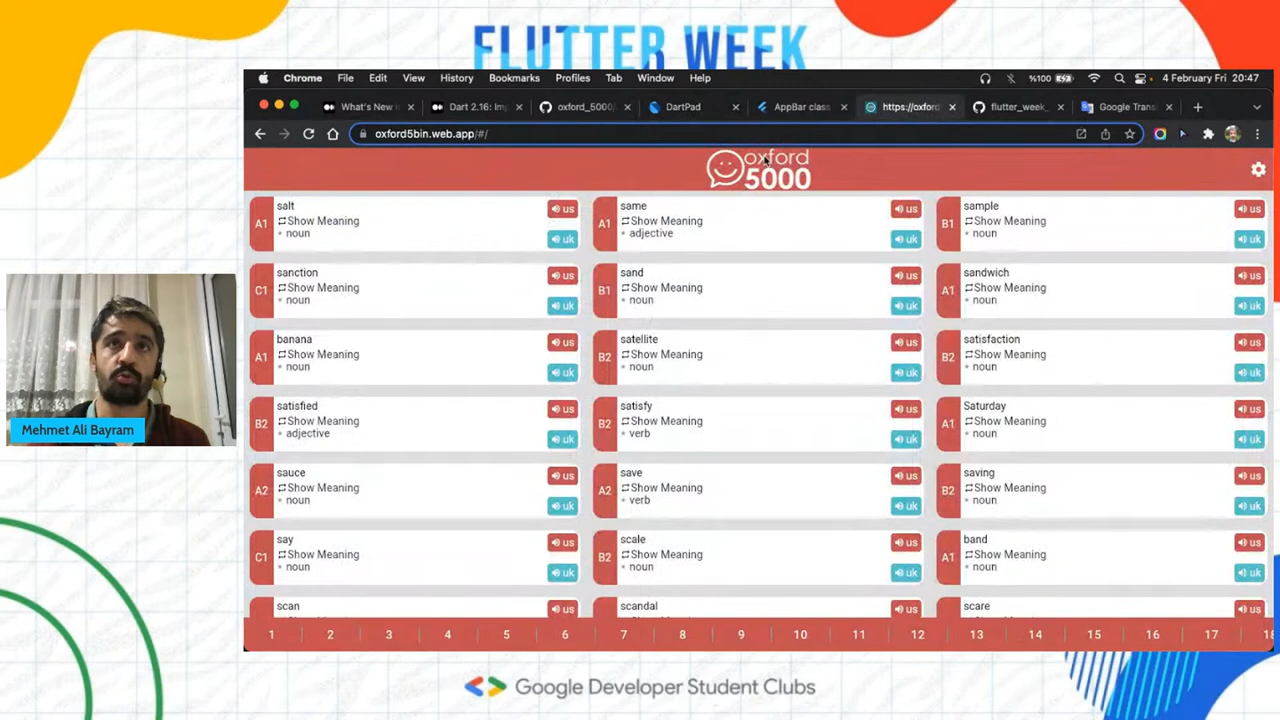 FLUTTER WEEK
Chrome File Edit View History Bookmarks Profiles Tab Window Help %100 4 February Fri 20:47
What's New i Dart 2.16: Im oxford_5000/ DartPad AppBar class https://oxford flutter_week_ Google Trans
oxford5bin.web.app/#/
oxford
5000
A1 salt Show Meaning noun us uk
A1 same Show Meaning adjective us uk
B1 sample Show Meaning noun us uk
C1 sanction Show Meaning noun us uk
B1 sand Show Meaning noun us uk
A1 sandwich Show Meaning noun us uk
A1 banana Show Meaning noun us uk
B2 satellite Show Meaning noun us uk
B2 satisfaction Show Meaning noun us uk
B2 satisfied Show Meaning adjective us uk
B2 satisfy Show Meaning verb us uk
A1 Saturday Show Meaning noun us uk
A2 sauce Show Meaning noun us uk
A2 save Show Meaning verb us uk
B2 saving Show Meaning noun us uk
C1 say Show Meaning noun us uk
B2 scale Show Meaning noun us uk
A1 band Show Meaning noun us uk
scan us
scandal us
scare us
1 2 3 4 5 6 7 8 9 10 11 12 13 14 15 16 17 18
Mehmet Ali Bayram
Google Developer Student Clubs